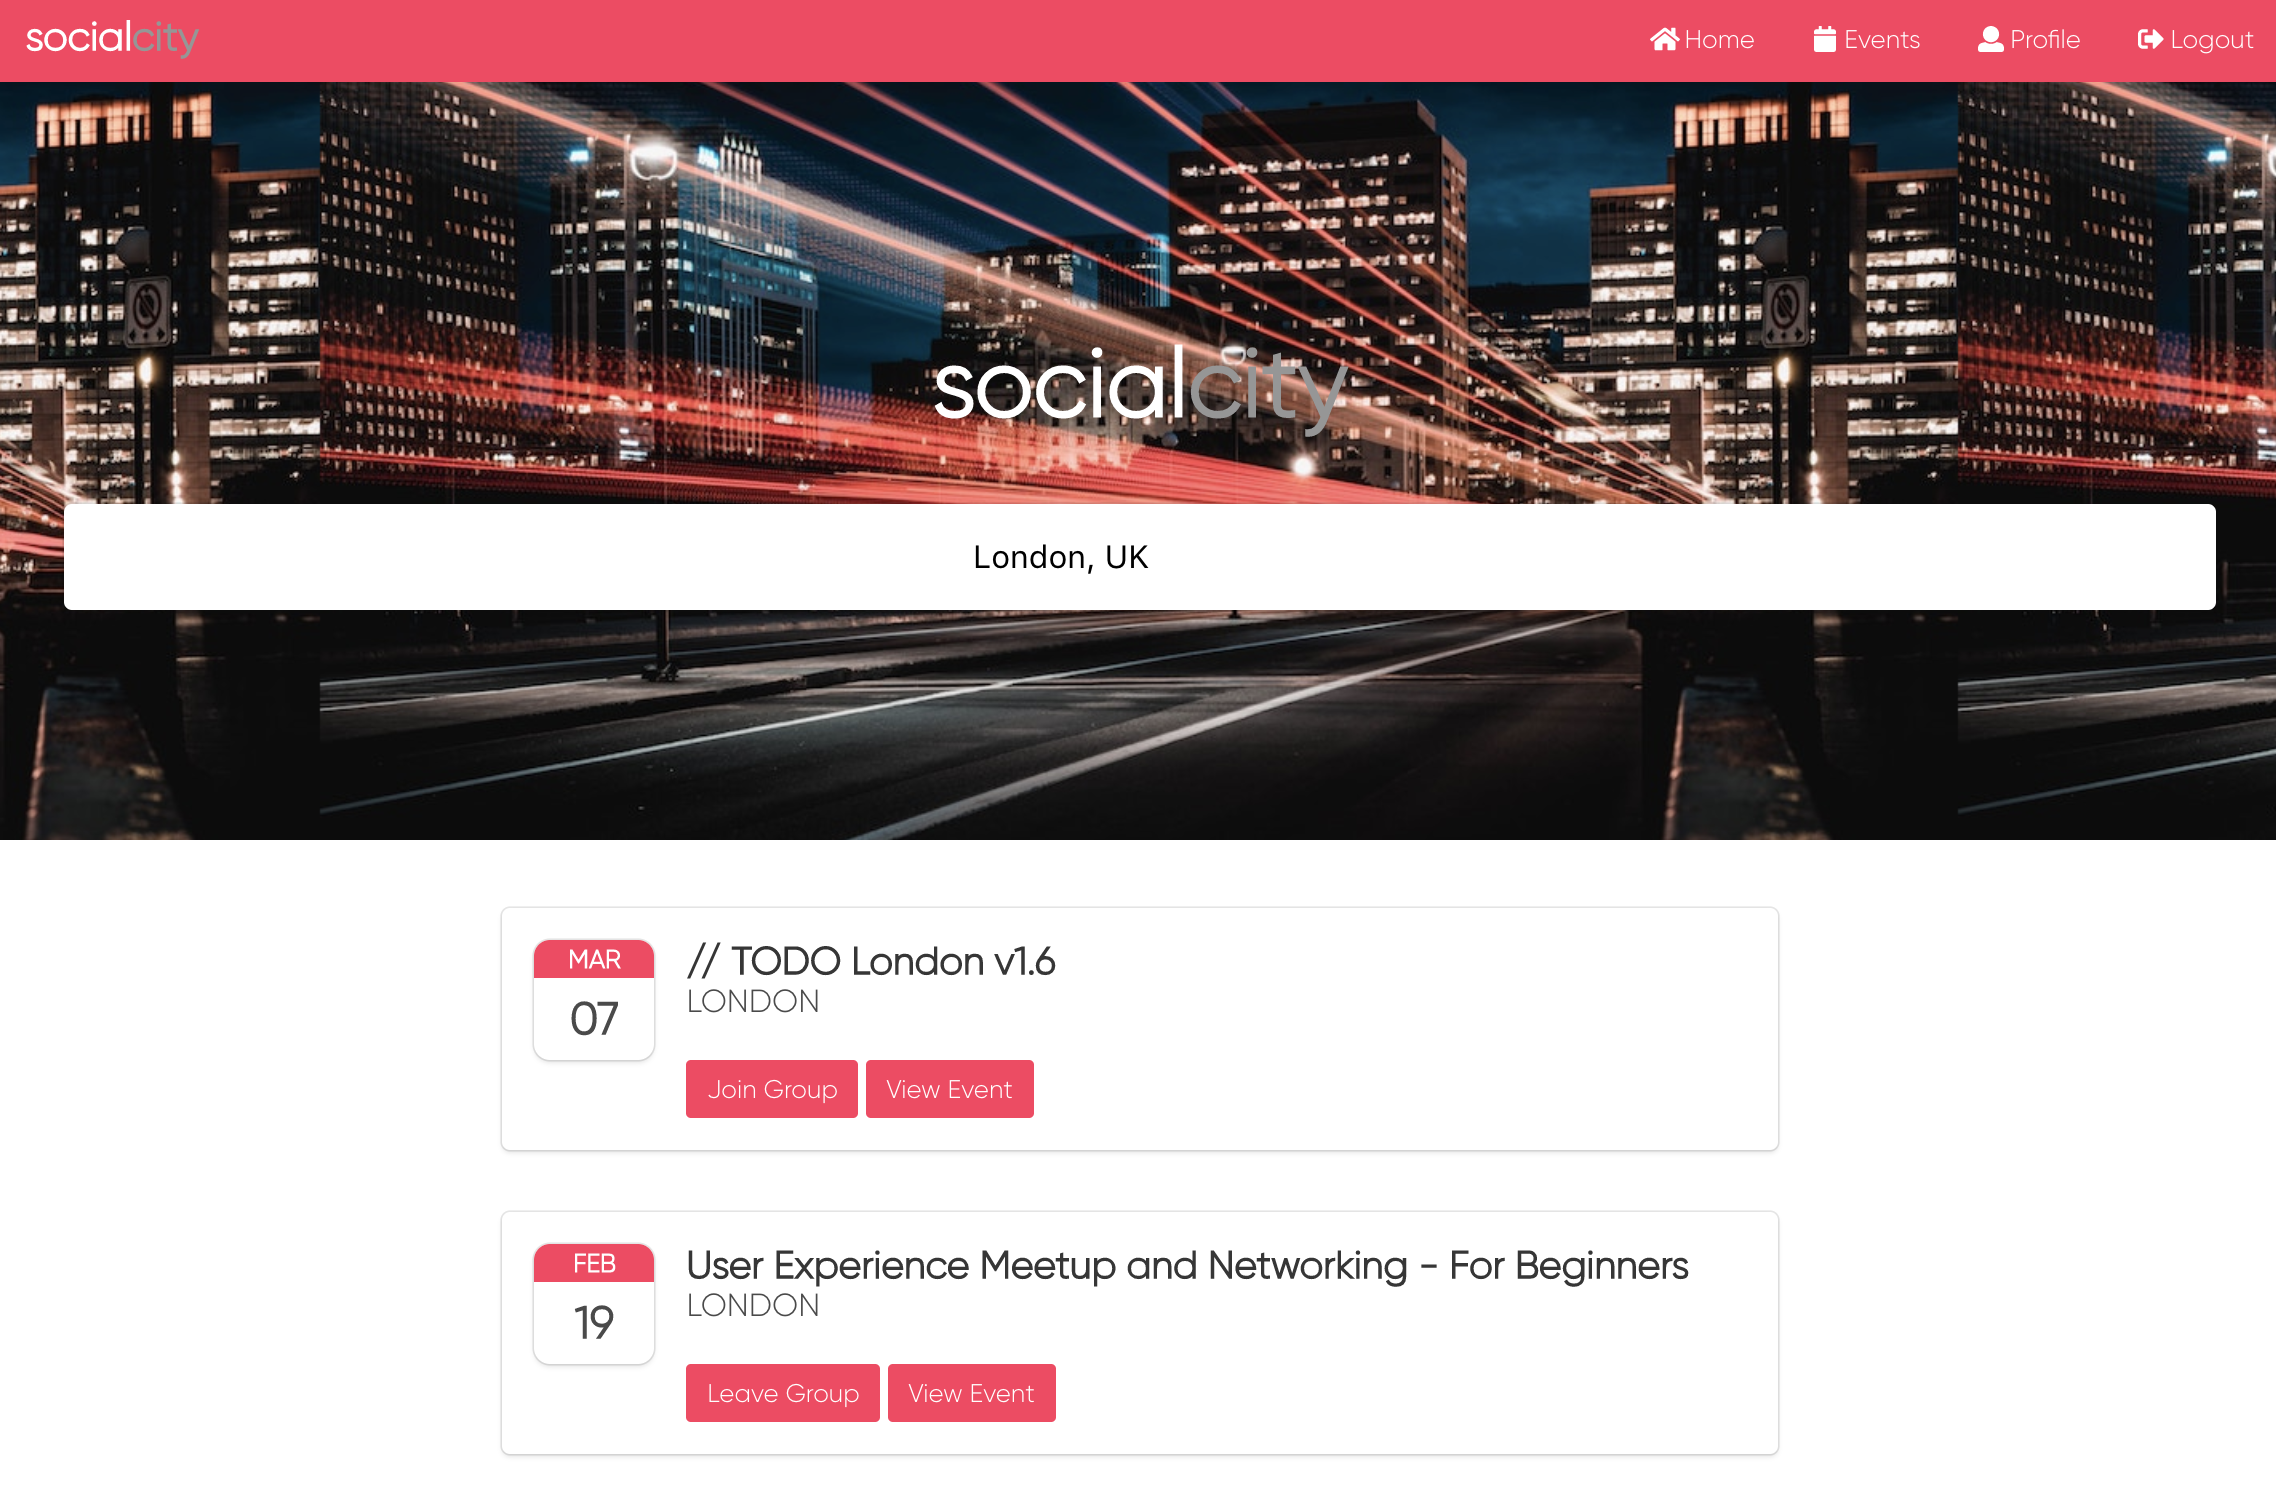 socialcity Home Events Profile Logout
socialcity
London, UK
MAR
07
// TODO London v1.6
LONDON
Join Group View Event
FEB
19
User Experience Meetup and Networking - For Beginners
LONDON
Leave Group View Event